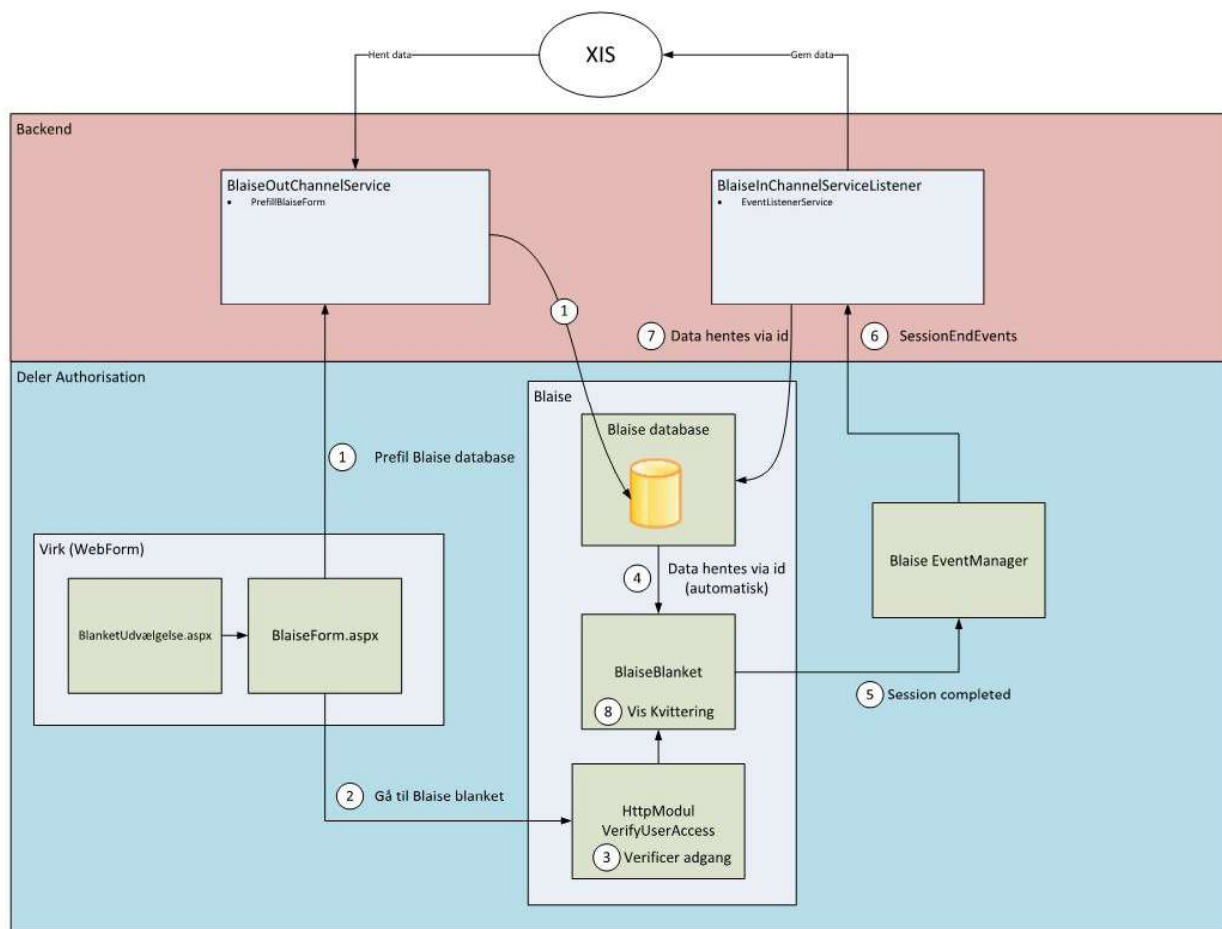 XIS
Hent data
Gem data
Backend
BlaiseOutChannelService
• PrefillBlaiseForm
BlaiseInChannelServiceListener
• EventListenerService
1
7 Data hentes via id
6 SessionEndEvents
Deler Authorisation
Blaise
Blaise database
1 Prefil Blaise database
Virk (WebForm)
BlanketUdvælgelse.aspx
BlaiseForm.aspx
4 Data hentes via id
(automatisk)
Blaise EventManager
BlaiseBlanket
8 Vis Kvittering
5 Session completed
2 Gå til Blaise blanket
HttpModul
VerifyUserAccess
3 Verificer adgang